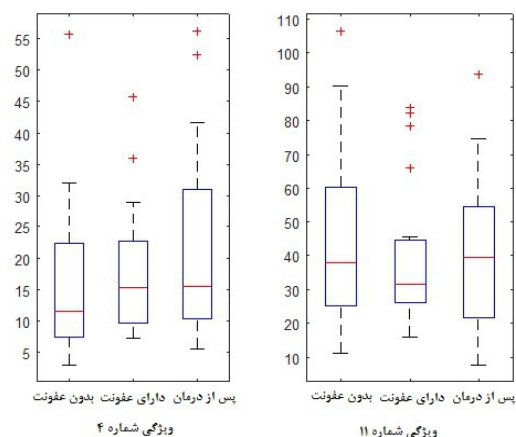 55
50
45
40
35
30
25
20
15
10
5
بدون عفونت
دارای عفونت
پس از درمان
ویژگی شماره ۴
110
100
90
80
70
60
50
40
30
20
10
بدون عفونت
دارای عفونت
پس از درمان
ویژگی شماره ۱۱